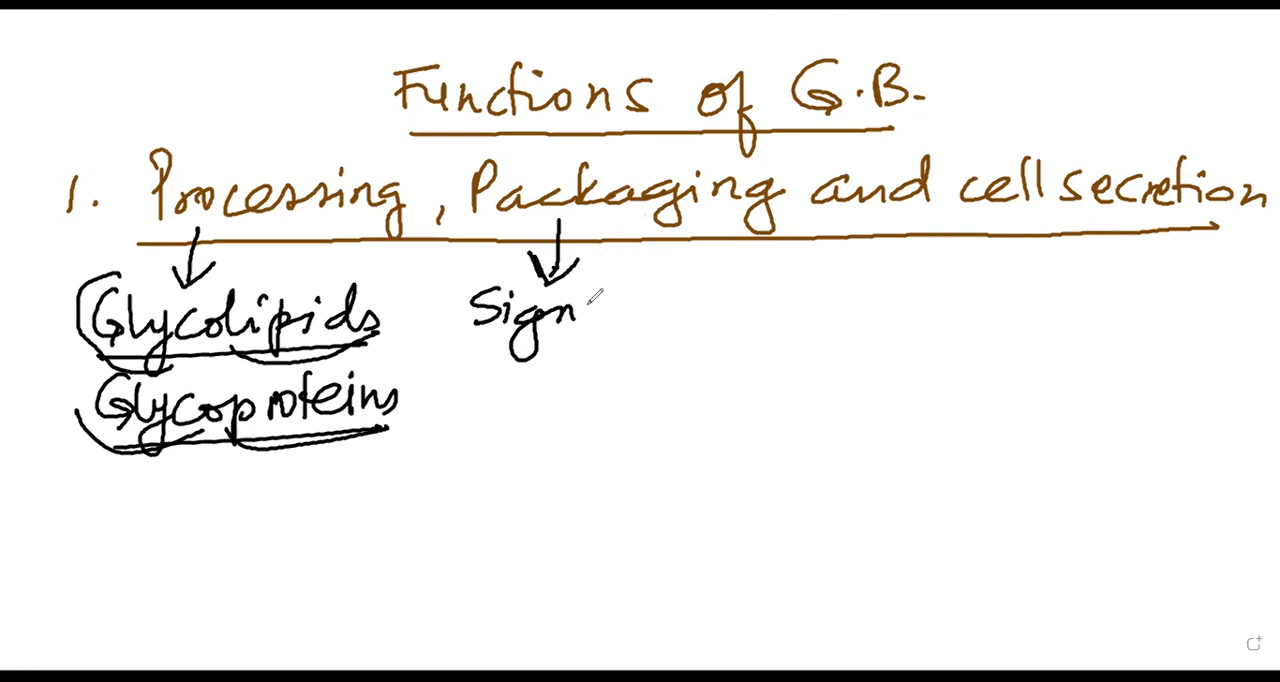 Functions of G.B.
1. Processing, Packaging and cell secretion
Glycolipids Sign
Glycoproteins